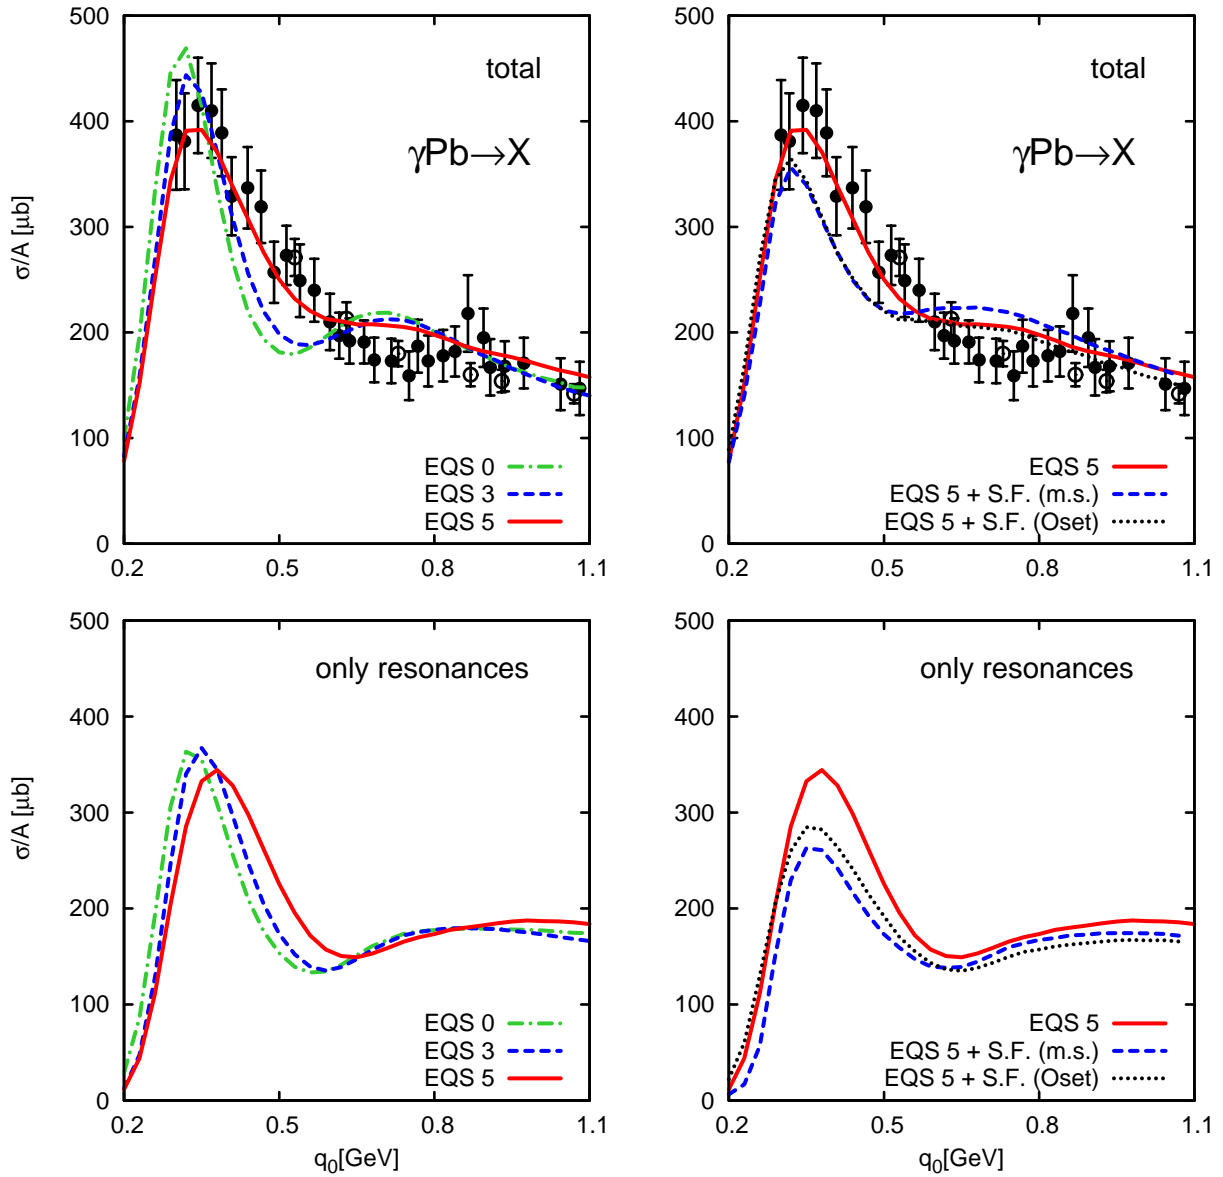 500
400
300
200
100
0
σ/A [μb]
total
γPb→X
EQS 0
EQS 3
EQS 5
0.2 0.5 0.8 1.1
500
400
300
200
100
0
total
γPb→X
EQS 5
EQS 5 + S.F. (m.s.)
EQS 5 + S.F. (Oset)
0.2 0.5 0.8 1.1
500
400
300
200
100
0
σ/A [μb]
only resonances
EQS 0
EQS 3
EQS 5
0.2 0.5 0.8 1.1
q₀[GeV]
500
400
300
200
100
0
only resonances
EQS 5
EQS 5 + S.F. (m.s.)
EQS 5 + S.F. (Oset)
0.2 0.5 0.8 1.1
q₀[GeV]